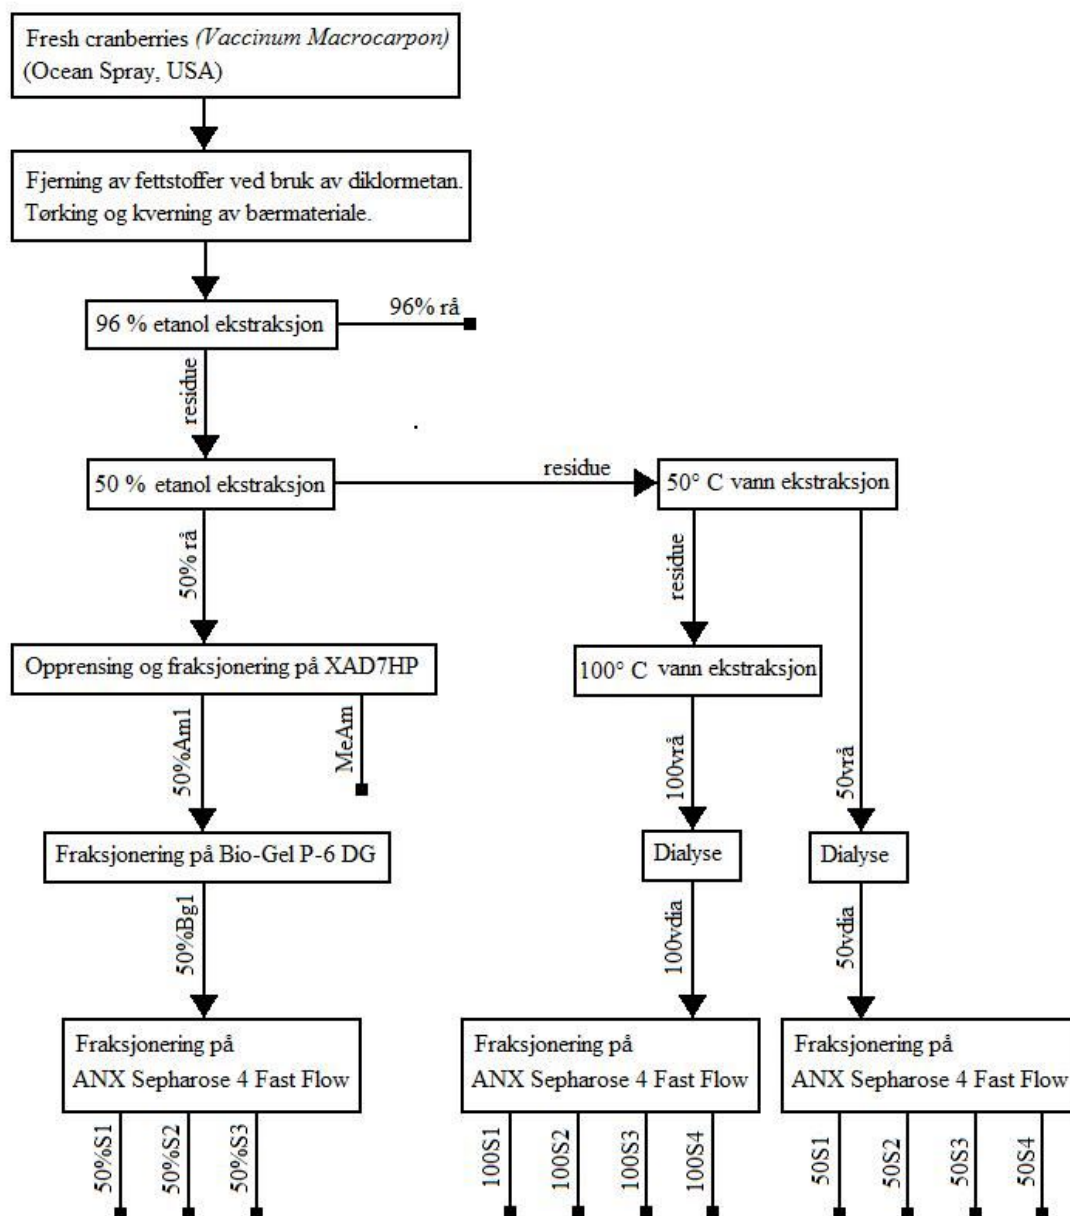 Fresh cranberries (Vaccinum Macrocarpon)
(Ocean Spray, USA)
Fjerning av fettstoffer ved bruk av diklormetan.
Tørking og kverning av bærmateriale.
96 % etanol ekstraksjon
96% rå
residue
50 % etanol ekstraksjon
residue
50° C vann ekstraksjon
50% rå
residue
Opprensing og fraksjonering på XAD7HP
100° C vann ekstraksjon
50%Am1
MeAm
100vrå
50vrå
Fraksjonering på Bio-Gel P-6 DG
Dialyse
Dialyse
50%Bg1
100vdia
50vdia
Fraksjonering på
ANX Sepharose 4 Fast Flow
Fraksjonering på
ANX Sepharose 4 Fast Flow
Fraksjonering på
ANX Sepharose 4 Fast Flow
50%S1
50%S2
50%S3
100S1
100S2
100S3
100S4
50S1
50S2
50S3
50S4